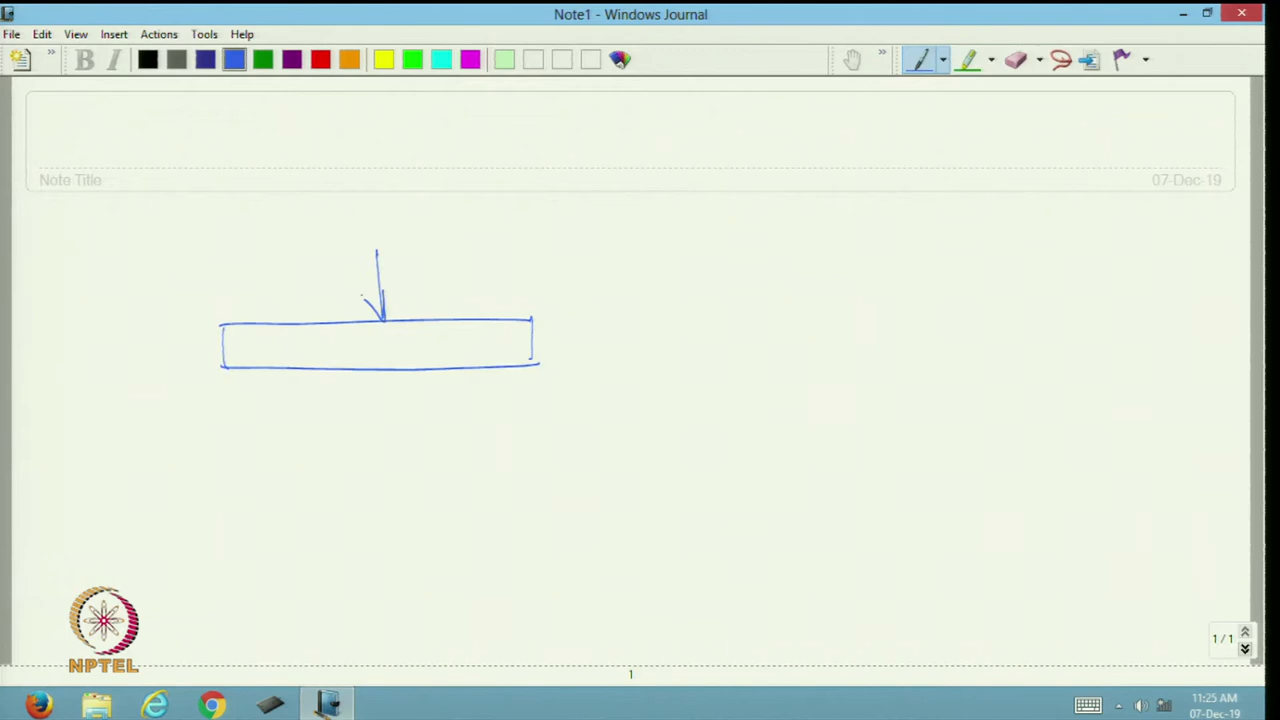 Note1 - Windows Journal
File Edit View Insert Actions Tools Help
B I
Note Title
07-Dec-19
NPTEL
1 / 1
1
11:25 AM
07-Dec-19